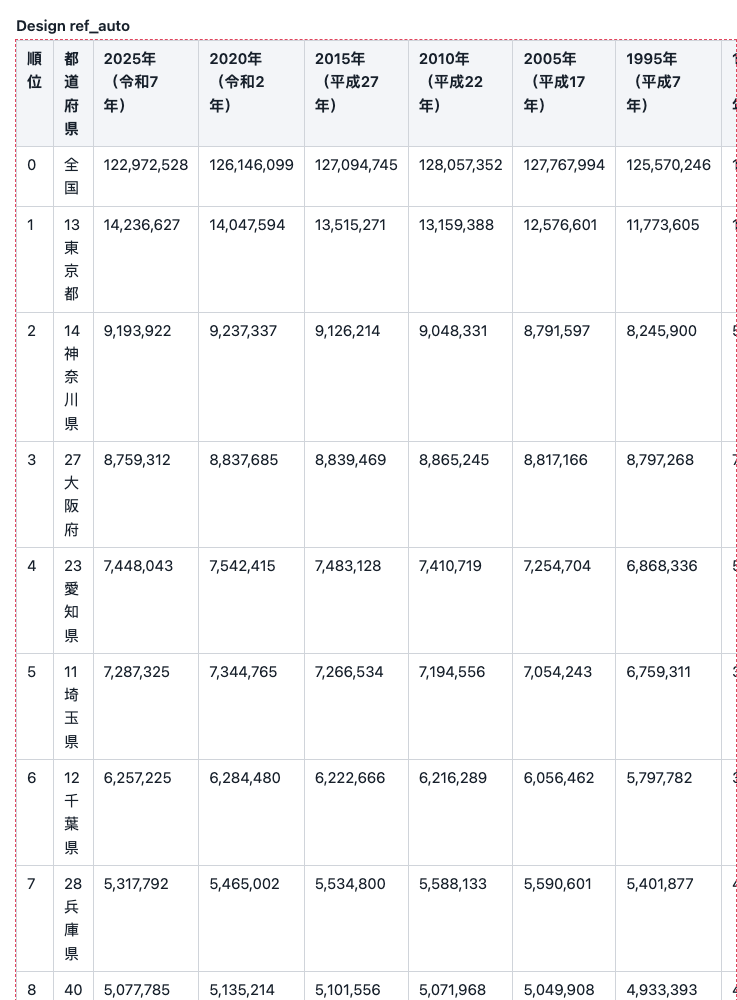 Design ref_auto
順位 都道府県 2025年（令和7年） 2020年（令和2年） 2015年（平成27年） 2010年（平成22年） 2005年（平成17年） 1995年（平成7年）
0 全国 122,972,528 126,146,099 127,094,745 128,057,352 127,767,994 125,570,246
1 13東京都 14,236,627 14,047,594 13,515,271 13,159,388 12,576,601 11,773,605
2 14神奈川県 9,193,922 9,237,337 9,126,214 9,048,331 8,791,597 8,245,900
3 27大阪府 8,759,312 8,837,685 8,839,469 8,865,245 8,817,166 8,797,268
4 23愛知県 7,448,043 7,542,415 7,483,128 7,410,719 7,254,704 6,868,336
5 11埼玉県 7,287,325 7,344,765 7,266,534 7,194,556 7,054,243 6,759,311
6 12千葉県 6,257,225 6,284,480 6,222,666 6,216,289 6,056,462 5,797,782
7 28兵庫県 5,317,792 5,465,002 5,534,800 5,588,133 5,590,601 5,401,877
8 40 5,077,785 5,135,214 5,101,556 5,071,968 5,049,908 4,933,393